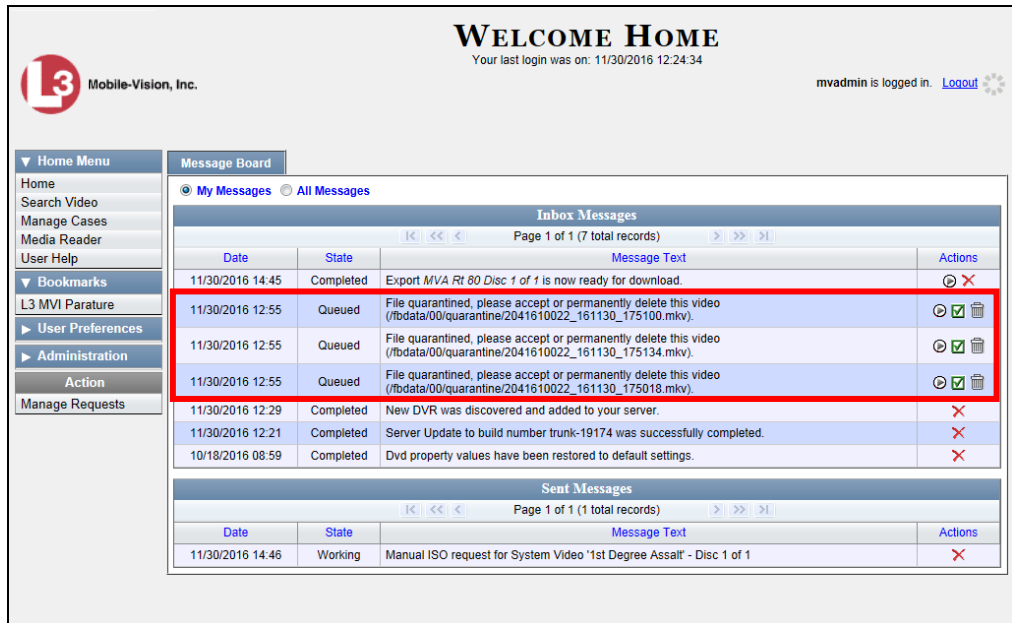 WELCOME HOME
Your last login was on: 11/30/2016 12:24:34
L3 Mobile-Vision, Inc.
mvadmin is logged in. Logout
▼ Home Menu
Home
Search Video
Manage Cases
Media Reader
User Help
▼ Bookmarks
L3 MVI Parature
▶ User Preferences
▶ Administration
Action
Manage Requests
Message Board
My Messages All Messages
Inbox Messages
|< << < Page 1 of 1 (7 total records) > >> >|
Date State Message Text Actions
11/30/2016 14:45 Completed Export MVA Rt 80 Disc 1 of 1 is now ready for download.
11/30/2016 12:55 Queued File quarantined, please accept or permanently delete this video
(/fbdata/00/quarantine/2041610022_161130_175100.mkv).
11/30/2016 12:55 Queued File quarantined, please accept or permanently delete this video
(/fbdata/00/quarantine/2041610022_161130_175134.mkv).
11/30/2016 12:55 Queued File quarantined, please accept or permanently delete this video
(/fbdata/00/quarantine/2041610022_161130_175018.mkv).
11/30/2016 12:29 Completed New DVR was discovered and added to your server.
11/30/2016 12:21 Completed Server Update to build number trunk-19174 was successfully completed.
10/18/2016 08:59 Completed Dvd property values have been restored to default settings.
Sent Messages
|< << < Page 1 of 1 (1 total records) > >> >|
Date State Message Text Actions
11/30/2016 14:46 Working Manual ISO request for System Video '1st Degree Assalt' - Disc 1 of 1